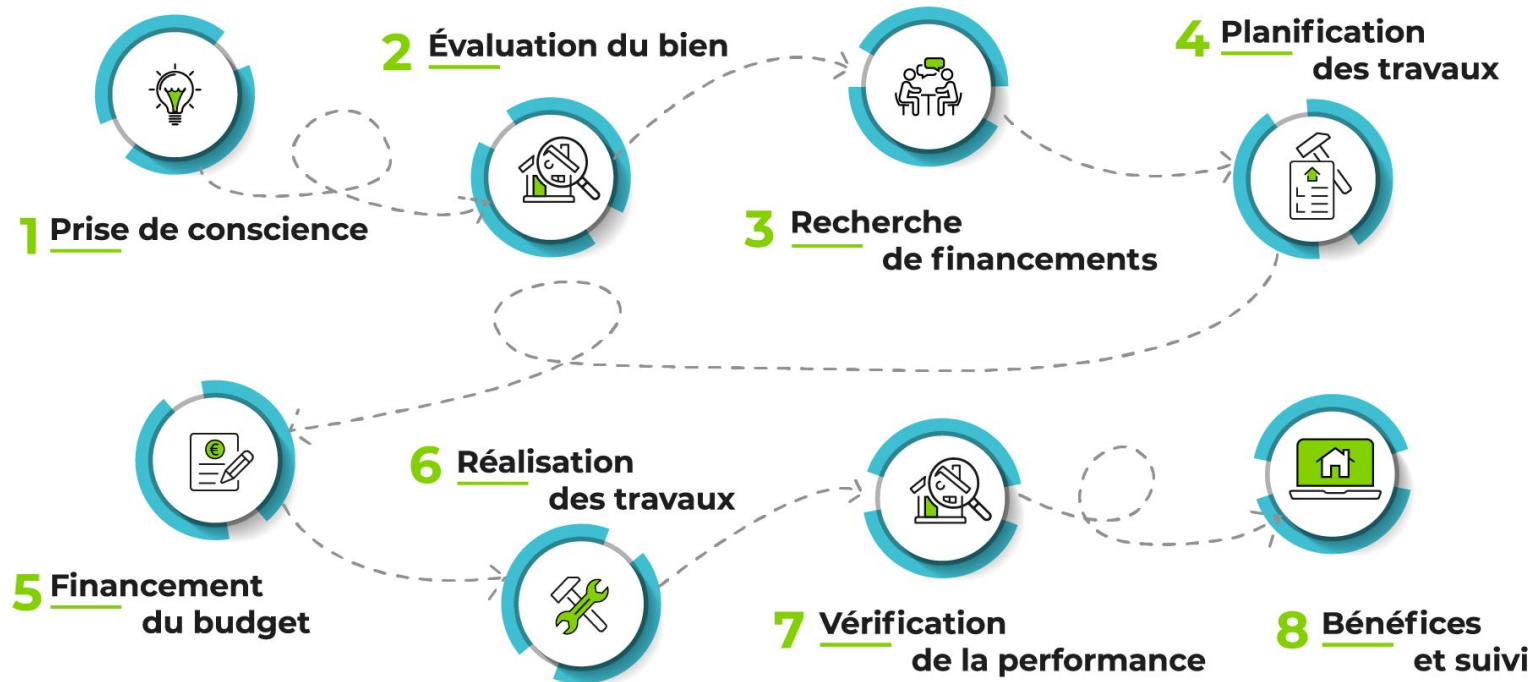 1 Prise de conscience
2 Évaluation du bien
3 Recherche
de financements
4 Planification
des travaux
5 Financement
du budget
6 Réalisation
des travaux
7 Vérification
de la performance
8 Bénéfices
et suivi